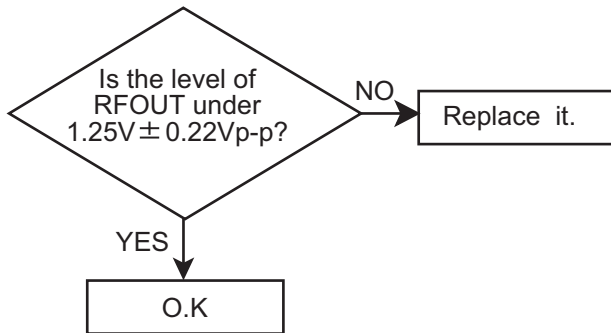 Is the level of
RFOUT under
1.25V ± 0.22Vp-p?
NO
Replace it.
YES
O.K